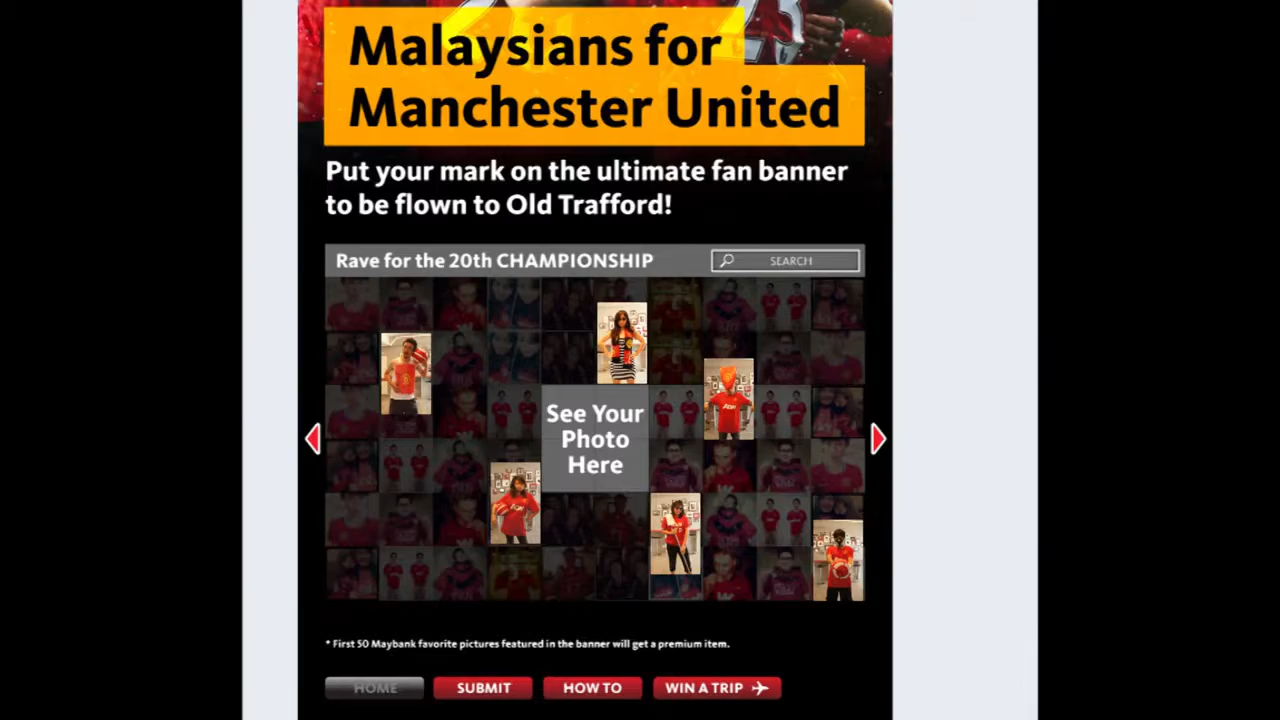 Malaysians for
Manchester United
Put your mark on the ultimate fan banner
to be flown to Old Trafford!
Rave for the 20th CHAMPIONSHIP
SEARCH
See Your
Photo
Here
* First 50 Maybank favorite pictures featured in the banner will get a premium item.
HOME
SUBMIT
HOW TO
WIN A TRIP